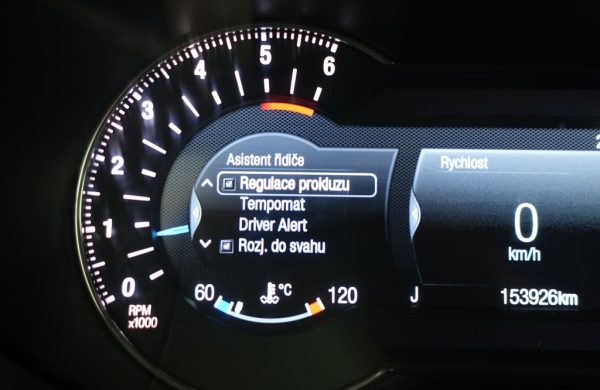 6
5
4
3
2
1
0
RPM
x1000
Asistent řidiče
Regulace prokluzu
Tempomat
Driver Alert
Rozj. do svahu
60 °C 120
Rychlost
0
km/h
J 153926km